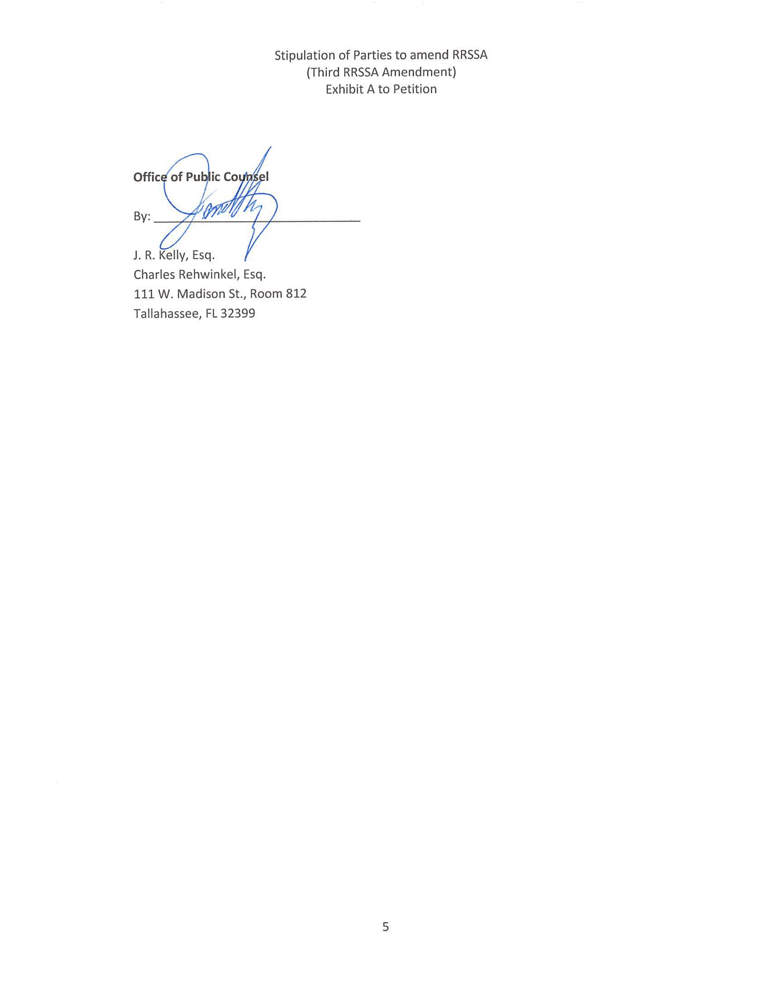 Stipulation of Parties to amend RRSSA
(Third RRSSA Amendment)
Exhibit A to Petition
Office of Public Counsel
By:
J. R. Kelly, Esq.
Charles Rehwinkel, Esq.
111 W. Madison St., Room 812
Tallahassee, FL 32399
5